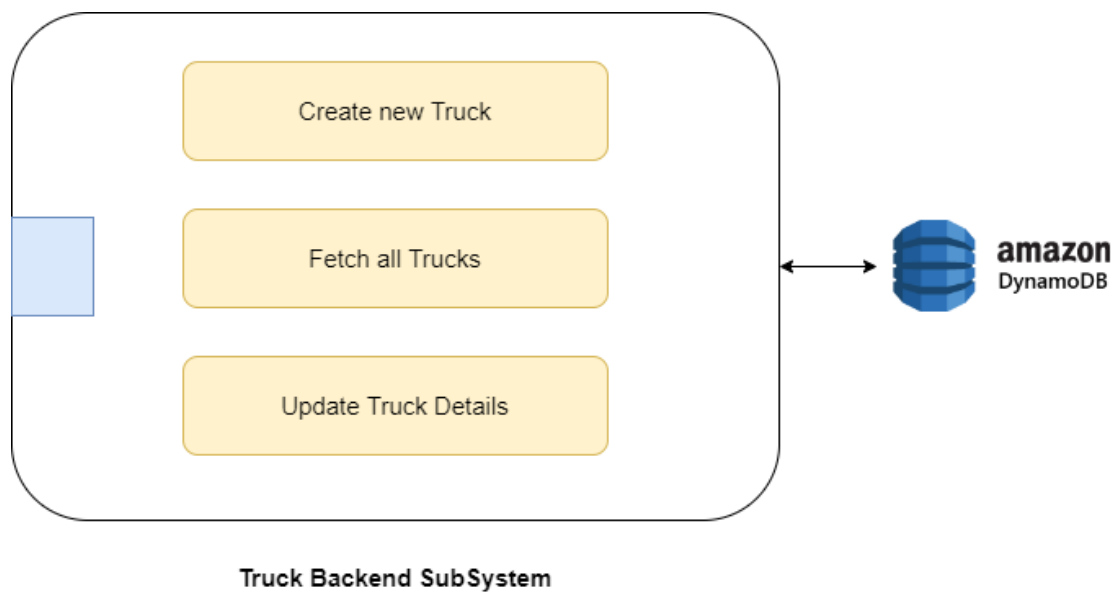 Create new Truck
Fetch all Trucks
Update Truck Details
amazon
DynamoDB
Truck Backend SubSystem